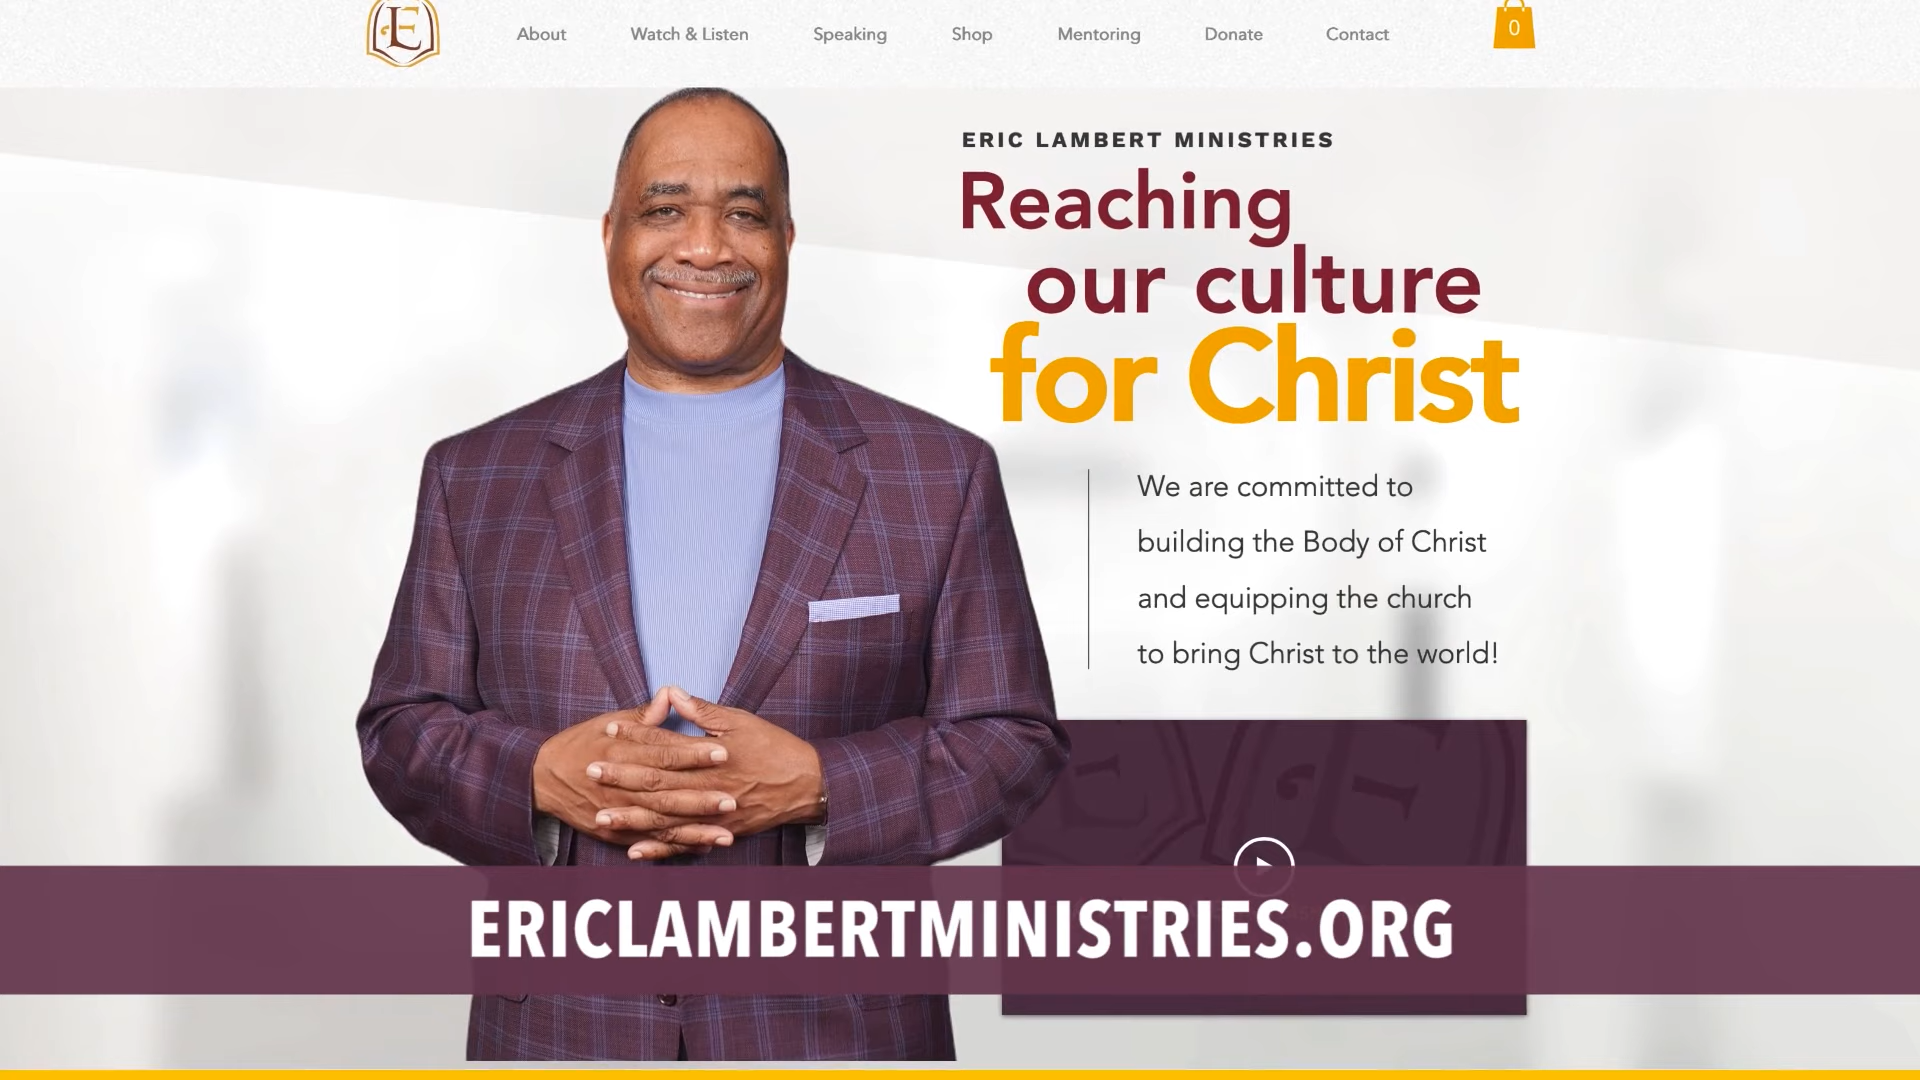 E
About
Watch & Listen
Speaking
Shop
Mentoring
Donate
Contact
0
ERIC LAMBERT MINISTRIES
Reaching
our culture
for Christ
We are committed to
building the Body of Christ
and equipping the church
to bring Christ to the world!
E
E
ERICLAMBERTMINISTRIES.ORG